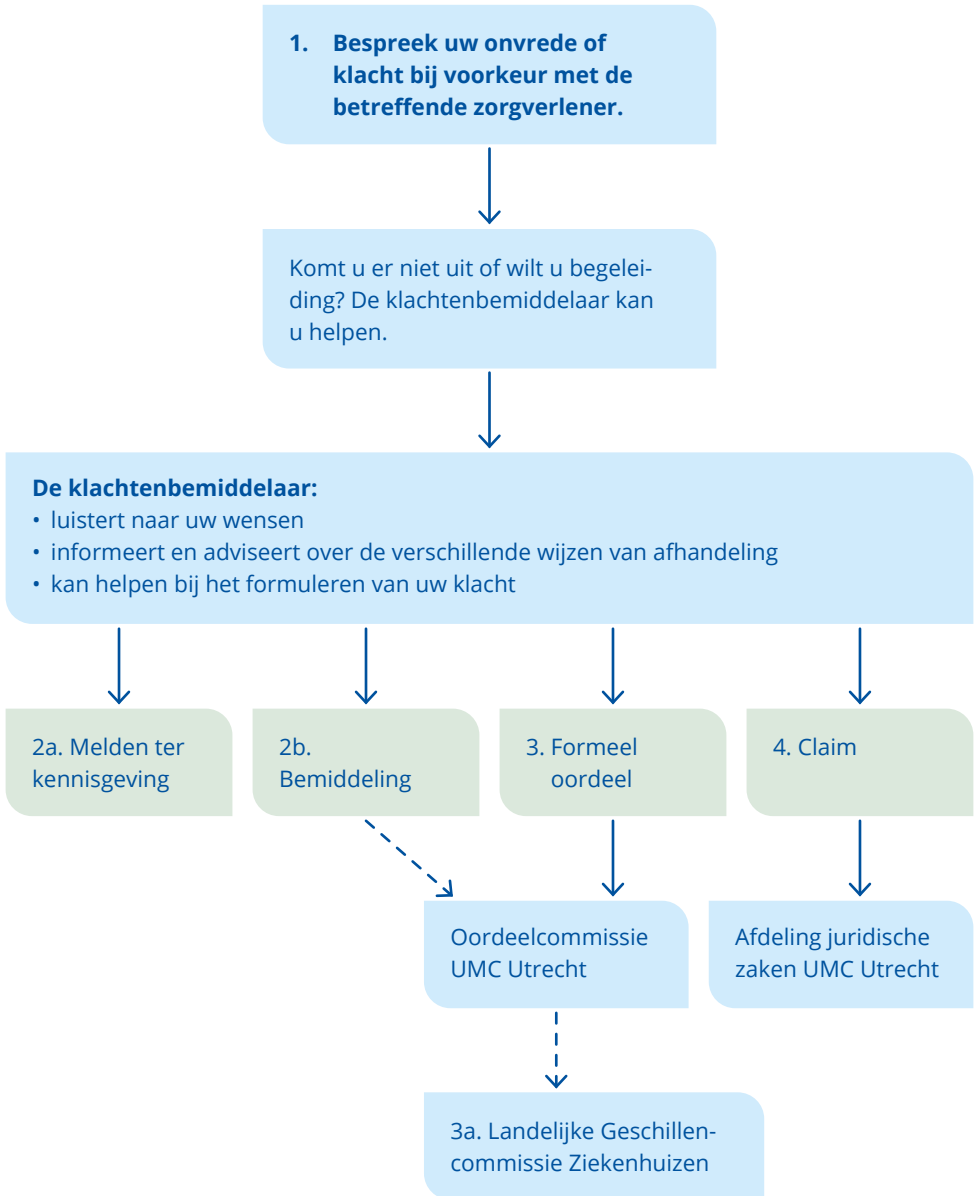 1. Bespreek uw onvrede of
klacht bij voorkeur met de
betreffende zorgverlener.
Komt u er niet uit of wilt u begelei-
ding? De klachtenbemiddelaar kan
u helpen.
De klachtenbemiddelaar:
• luistert naar uw wensen
• informeert en adviseert over de verschillende wijzen van afhandeling
• kan helpen bij het formuleren van uw klacht
2a. Melden ter
kennisgeving
2b.
Bemiddeling
3. Formeel
oordeel
4. Claim
Oordeelcommissie
UMC Utrecht
Afdeling juridische
zaken UMC Utrecht
3a. Landelijke Geschillen-
commissie Ziekenhuizen